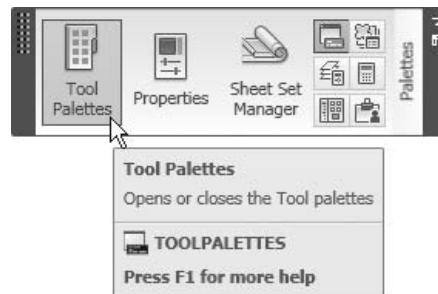 Tool
Palettes
Properties
Sheet Set
Manager
Palettes
Tool Palettes
Opens or closes the Tool palettes
TOOLPALETTES
Press F1 for more help